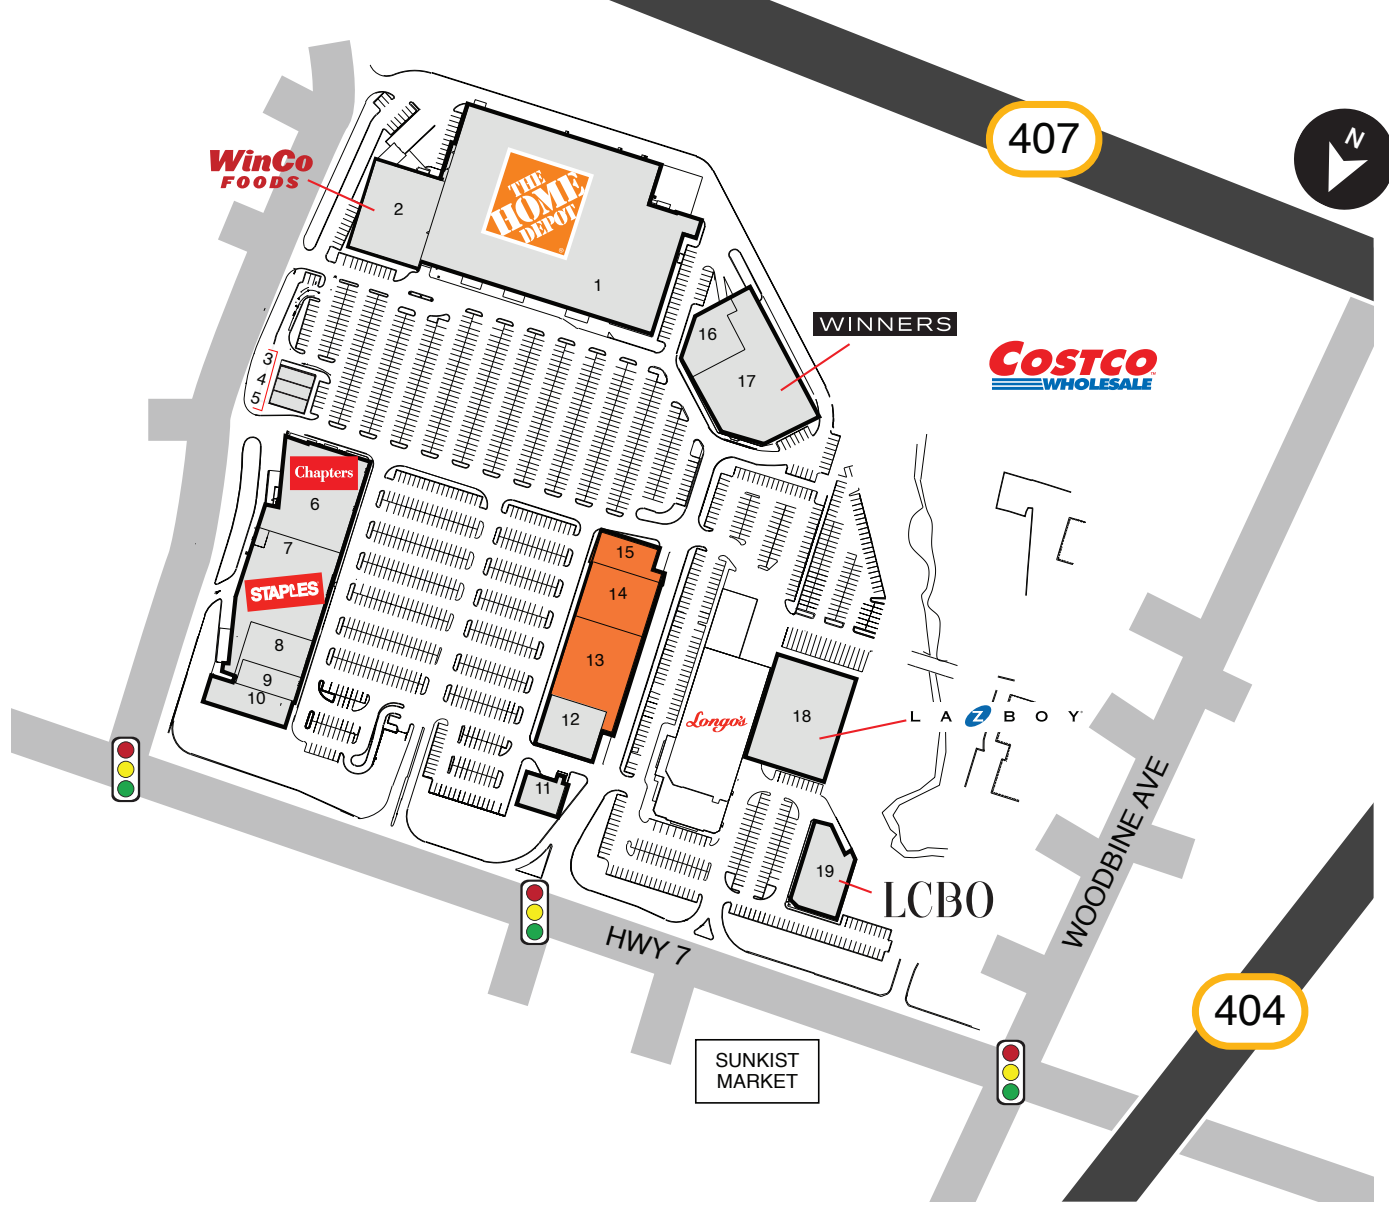 407
N
WinCo
FOODS
2
THE
HOME
DEPOT
1
16
WINNERS
17
COSTCO
WHOLESALE
3
4
5
Chapters
6
7
STAPLES
8
9
10
15
14
13
12
11
Longo's
18
LAZBOY
19
LCBO
WOODBINE AVE
HWY 7
404
SUNKIST
MARKET